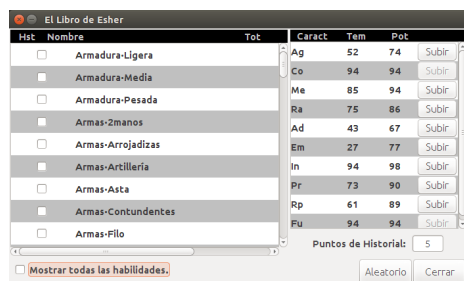 El Libro de Esher
Hst Nombre Tot
Armadura·Ligera
Armadura·Media
Armadura·Pesada
Armas·2manos
Armas·Arrojadizas
Armas·Artillería
Armas·Asta
Armas·Contundentes
Armas·Filo
Mostrar todas las habilidades.
Caract Tem Pot
Ag 52 74 Subir
Co 94 94 Subir
Me 85 94 Subir
Ra 75 86 Subir
Ad 43 67 Subir
Em 27 77 Subir
In 94 98 Subir
Pr 73 90 Subir
Rp 61 89 Subir
Fu 94 94 Subir
Puntos de Historial: 5
Aleatorio Cerrar